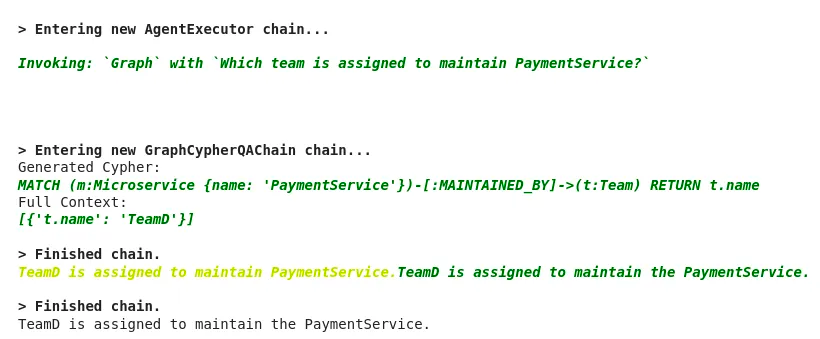 > Entering new AgentExecutor chain...
Invoking: `Graph` with `Which team is assigned to maintain PaymentService?`
> Entering new GraphCypherQAChain chain...
Generated Cypher:
MATCH (m:Microservice {name: 'PaymentService'})-[:MAINTAINED_BY]->(t:Team) RETURN t.name
Full Context:
[{'t.name': 'TeamD'}]
> Finished chain.
TeamD is assigned to maintain PaymentService.TeamD is assigned to maintain the PaymentService.
> Finished chain.
TeamD is assigned to maintain the PaymentService.